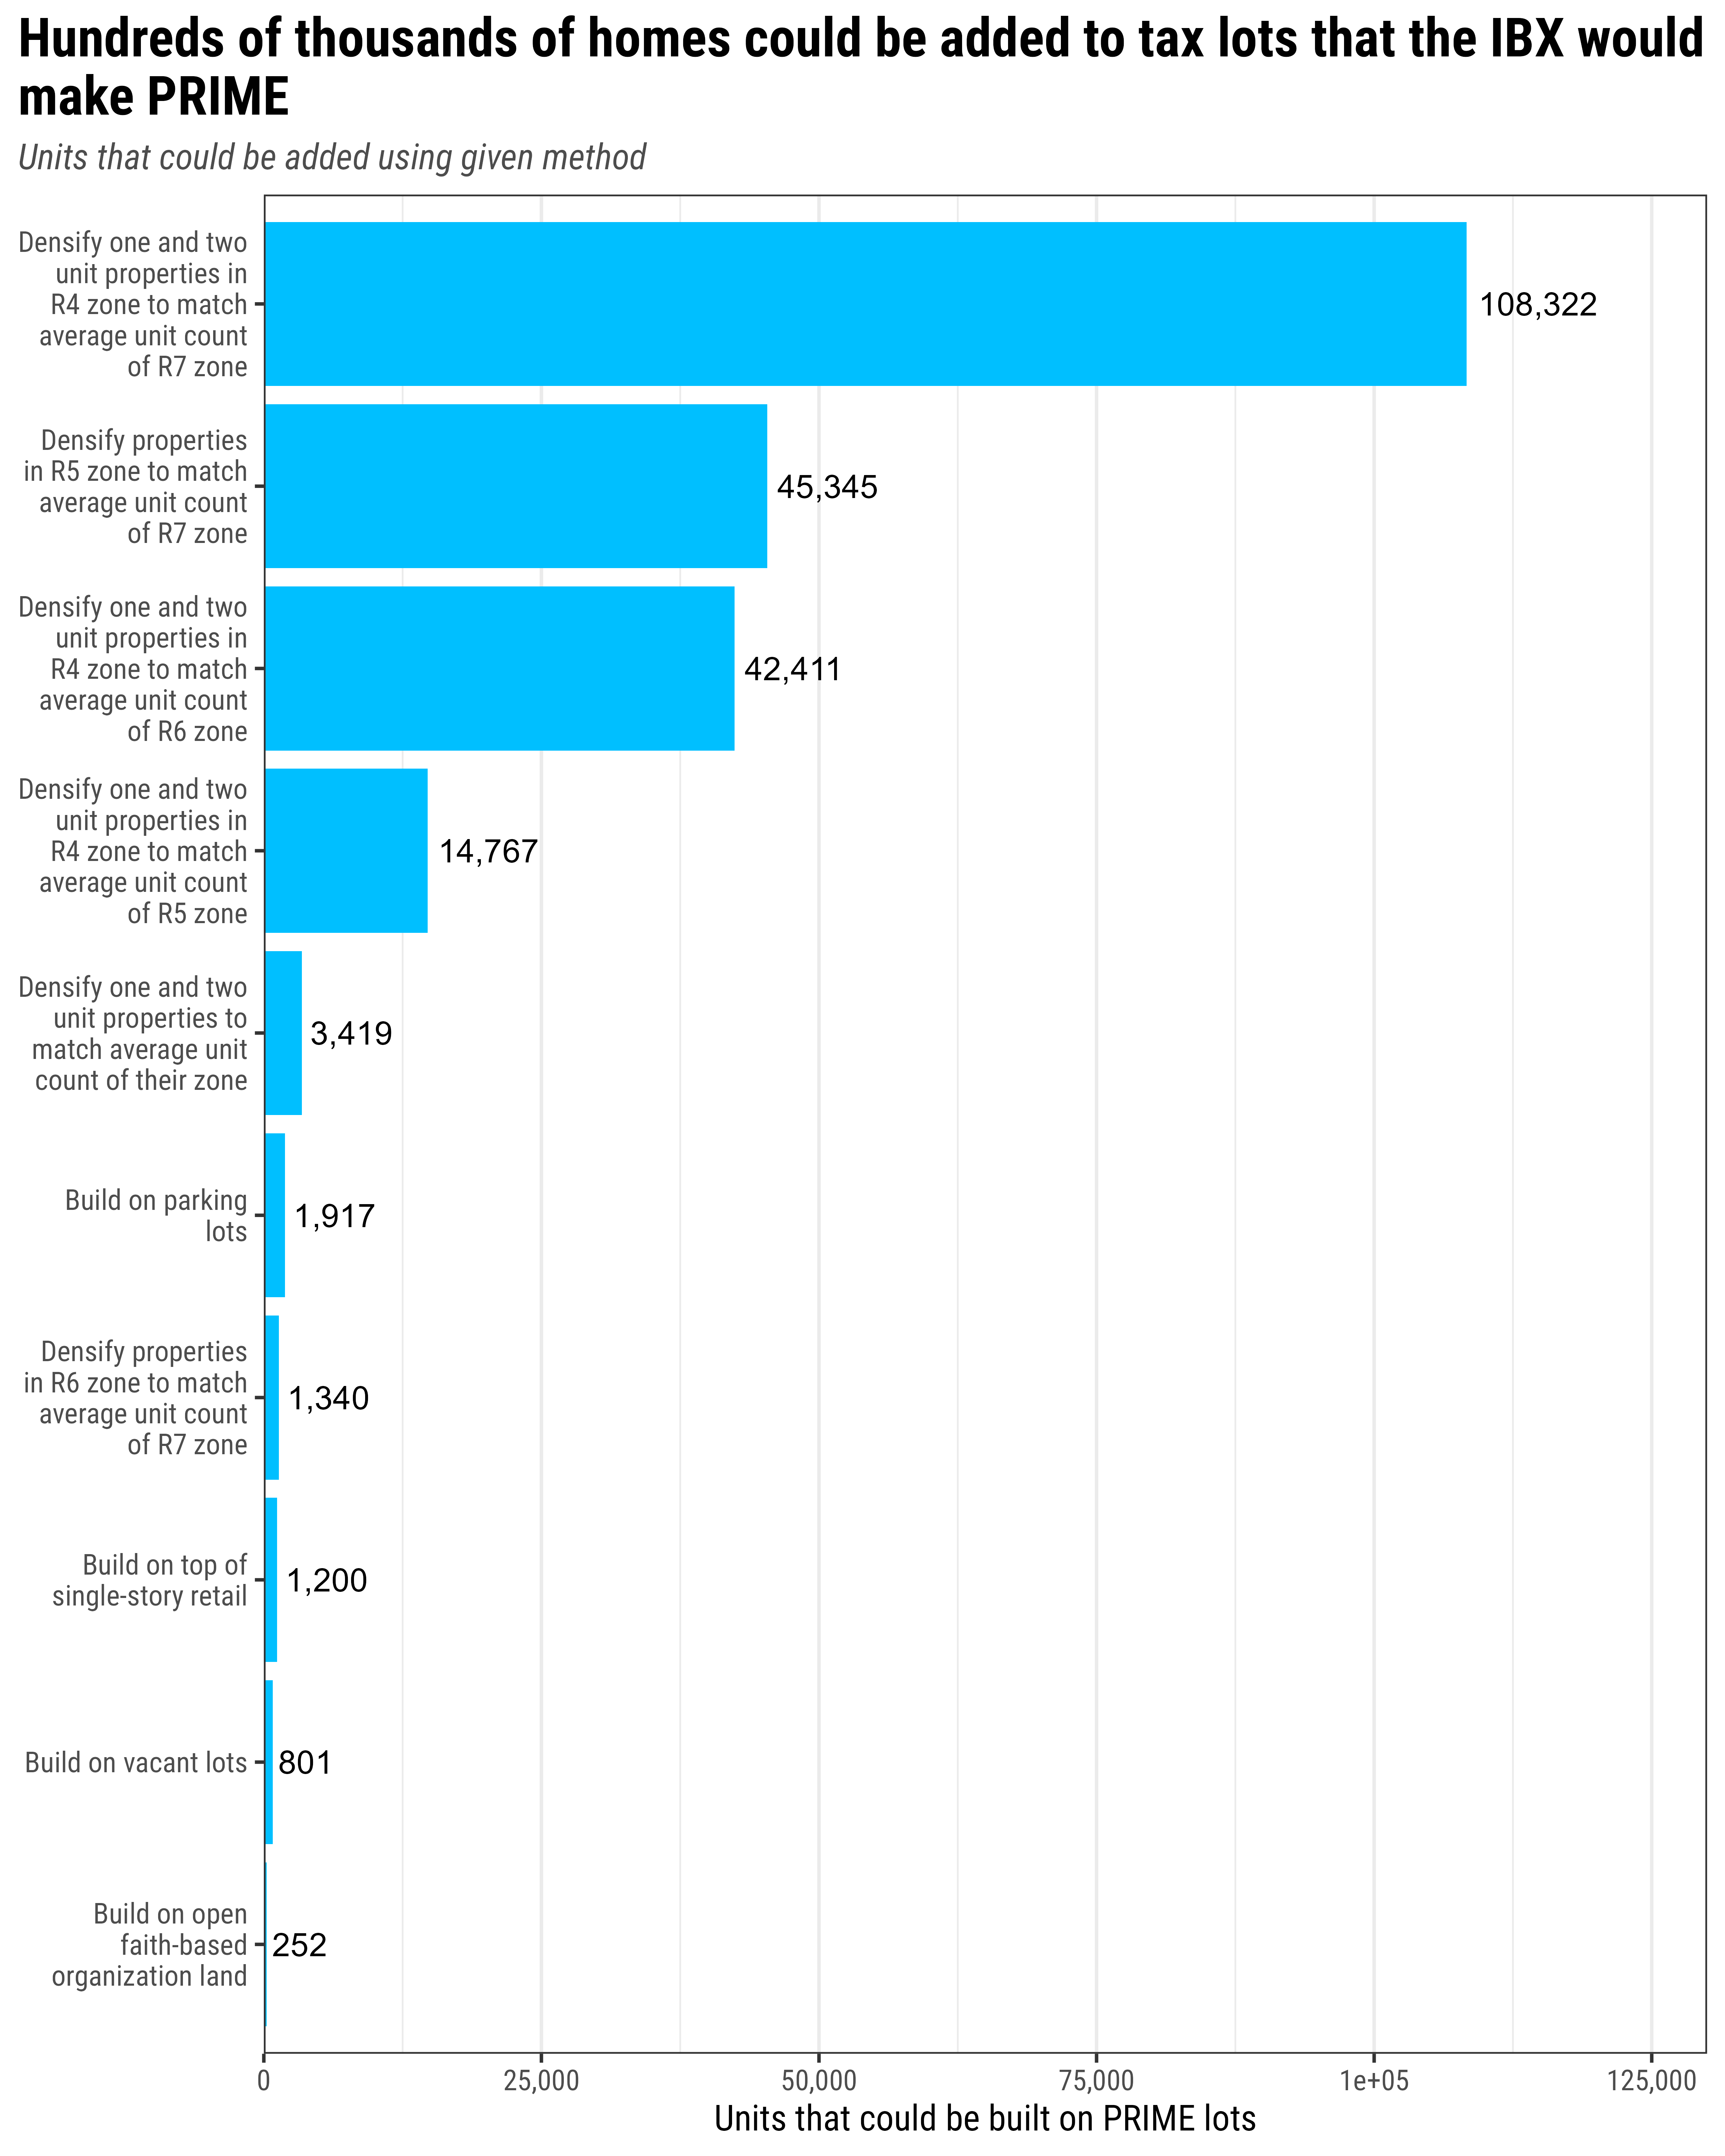 Hundreds of thousands of homes could be added to tax lots that the IBX would
make PRIME
Units that could be added using given method
Densify one and two
unit properties in
R4 zone to match
average unit count
of R7 zone
108,322
Densify properties
in R5 zone to match
average unit count
of R7 zone
45,345
Densify one and two
unit properties in
R4 zone to match
average unit count
of R6 zone
42,411
Densify one and two
unit properties in
R4 zone to match
average unit count
of R5 zone
14,767
Densify one and two
unit properties to
match average unit
count of their zone
3,419
Build on parking
lots
1,917
Densify properties
in R6 zone to match
average unit count
of R7 zone
1,340
Build on top of
single-story retail
1,200
Build on vacant lots
801
Build on open
faith-based
organization land
252
0 25,000 50,000 75,000 1e+05 125,000
Units that could be built on PRIME lots